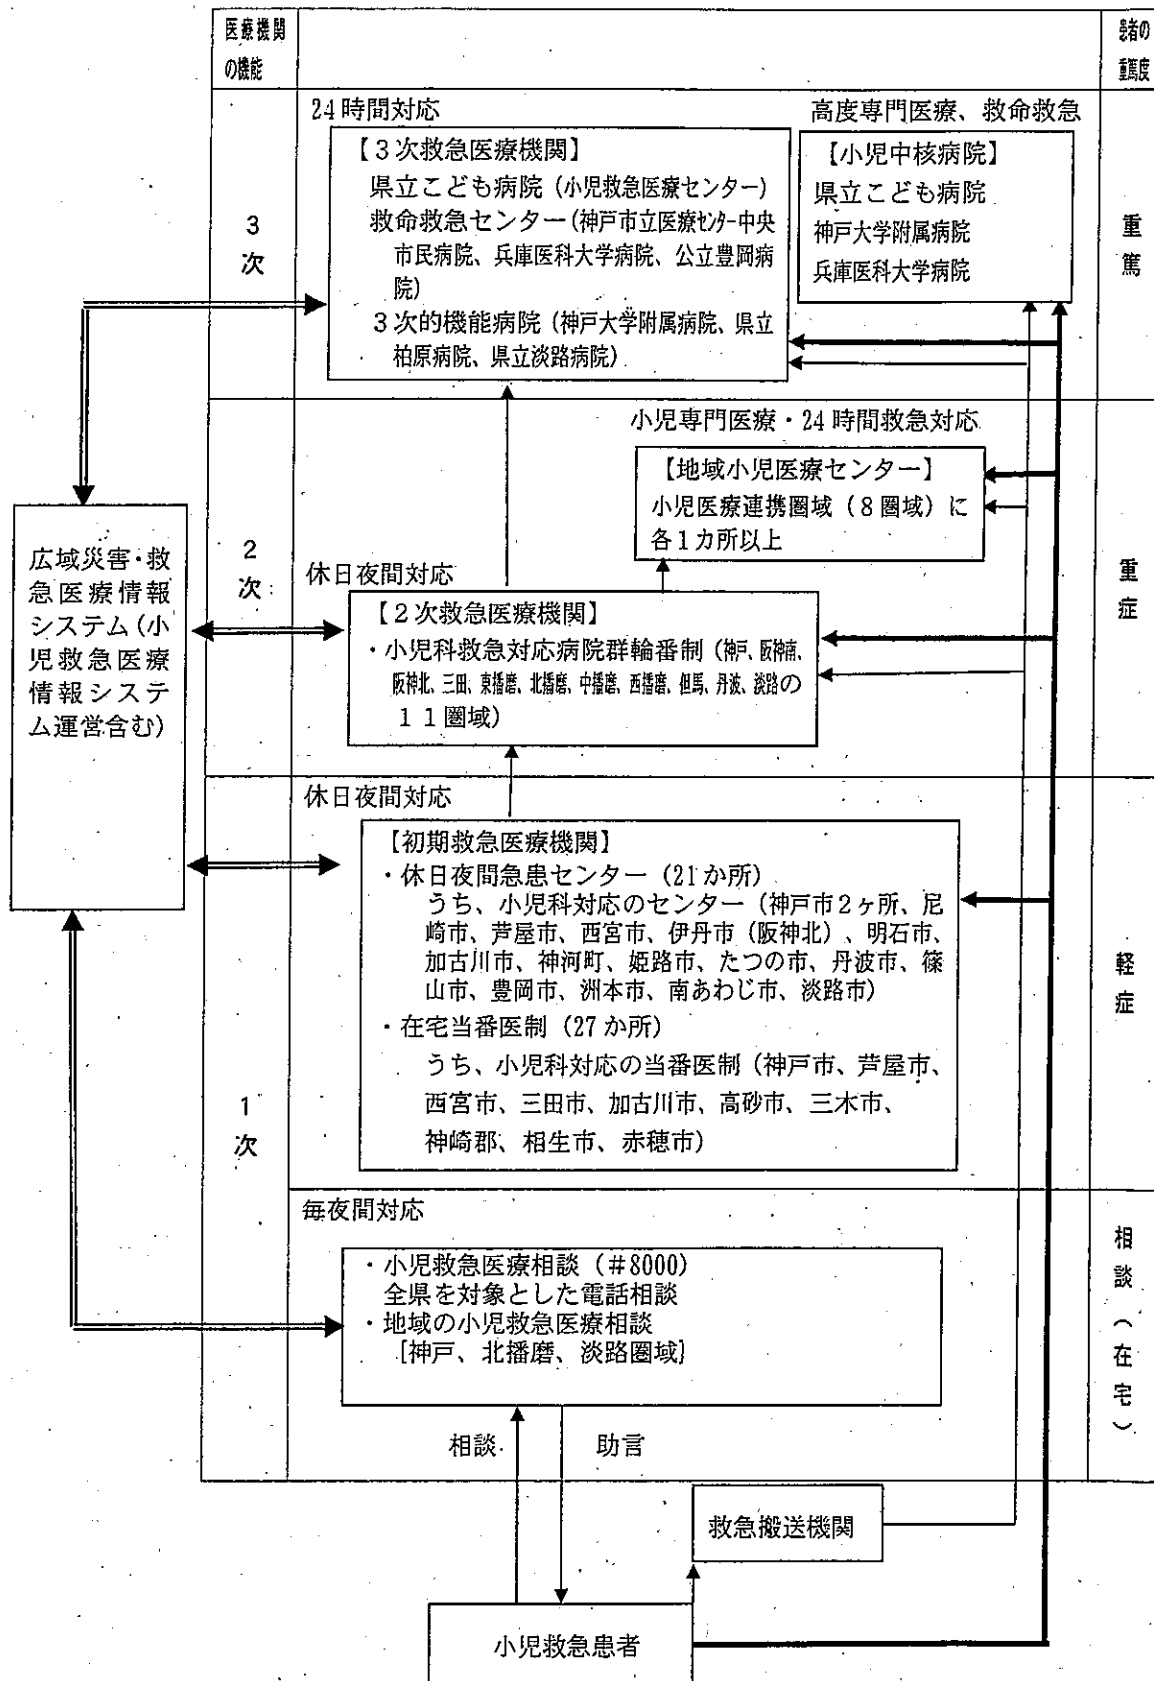 医療機関
の機能
患者の
重篤度
24時間対応
高度専門医療、救命救急
3
次
【3次救急医療機関】
県立こども病院（小児救急医療センター）
救命救急センター（神戸市立医療センター中央
市民病院、兵庫医科大学病院、公立豊岡病
院）
3次的機能病院（神戸大学附属病院、県立
柏原病院、県立淡路病院）
【小児中核病院】
県立こども病院
神戸大学附属病院
兵庫医科大学病院
重
篤
小児専門医療・24時間救急対応
【地域小児医療センター】
小児医療連携圏域（8圏域）に
各1カ所以上
2
次
休日夜間対応
【2次救急医療機関】
・小児科救急対応病院群輪番制（神戸、阪神南、
阪神北、三田、東播磨、北播磨、中播磨、西播磨、但馬、丹波、淡路の
11圏域）
重
症
広域災害・救
急医療情報
システム（小
児救急医療
情報システ
ム運営含む）
休日夜間対応
【初期救急医療機関】
・休日夜間急患センター（21か所）
うち、小児科対応のセンター（神戸市2ヶ所、尼
崎市、芦屋市、西宮市、伊丹市（阪神北）、明石市、
加古川市、神河町、姫路市、たつの市、丹波市、篠
山市、豊岡市、洲本市、南あわじ市、淡路市）
・在宅当番医制（27か所）
うち、小児科対応の当番医制（神戸市、芦屋市、
西宮市、三田市、加古川市、高砂市、三木市、
神崎郡、相生市、赤穂市）
1
次
軽
症
毎夜間対応
・小児救急医療相談（＃8000）
全県を対象とした電話相談
・地域の小児救急医療相談
［神戸、北播磨、淡路圏域］
相
談
（
在
宅
）
相談
助言
救急搬送機関
小児救急患者